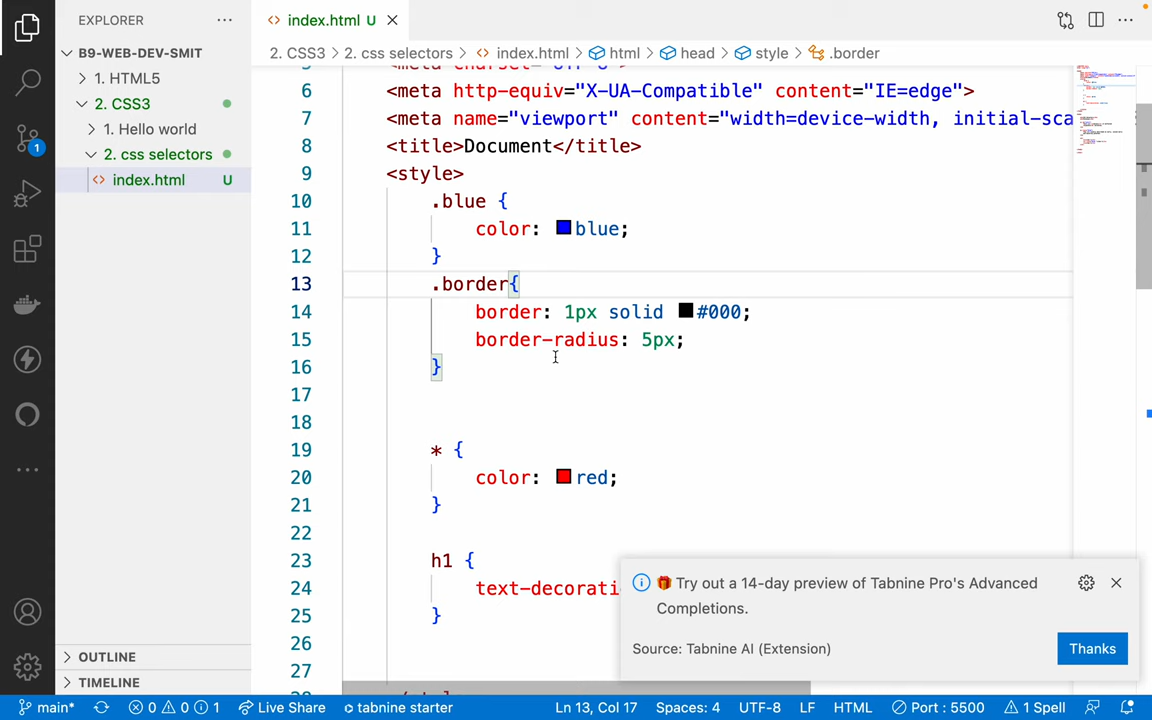 EXPLORER
index.html U
B9-WEB-DEV-SMIT
1. HTML5
2. CSS3
1. Hello world
2. css selectors
index.html U
OUTLINE
TIMELINE
2. CSS3 > 2. css selectors > index.html > html > head > style > .border
6 <meta http-equiv="X-UA-Compatible" content="IE=edge">
7 <meta name="viewport" content="width=device-width, initial-sca
8 <title>Document</title>
9 <style>
10 .blue {
11 color: blue;
12 }
13 .border{
14 border: 1px solid #000;
15 border-radius: 5px;
16 }
17
18
19 * {
20 color: red;
21 }
22
23 h1 {
24 text-decorati
25 }
26
27
Try out a 14-day preview of Tabnine Pro's Advanced
Completions.
Source: Tabnine AI (Extension)
Thanks
1
main* 0 0 1 Live Share tabnine starter Ln 13, Col 17 Spaces: 4 UTF-8 LF HTML Port : 5500 1 Spell